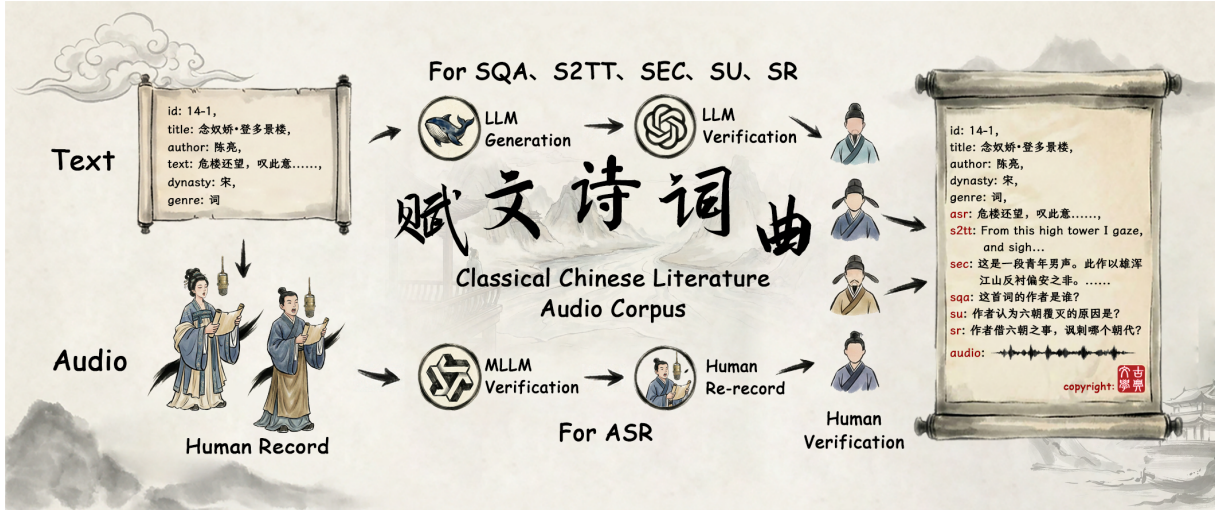 Text
id: 14-1,
title: 念奴娇•登多景楼,
author: 陈亮,
text: 危楼还望，叹此意……,
dynasty: 宋,
genre: 词
Audio
Human Record
For SQA、S2TT、SEC、SU、SR
LLM
Generation
LLM
Verification
赋文诗词曲
Classical Chinese Literature
Audio Corpus
MLLM
Verification
Human
Re-record
For ASR
Human
Verification
id: 14-1,
title: 念奴娇•登多景楼,
author: 陈亮,
dynasty: 宋,
genre: 词,
asr: 危楼还望，叹此意……,
s2tt: From this high tower I gaze,
and sigh...
sec: 这是一段青年男声。此作以雄浑
江山反衬偏安之非。……
sqa: 这首词的作者是谁?
su: 作者认为六朝覆灭的原因是?
sr: 作者借六朝之事，讽刺哪个朝代?
audio:
copyright: